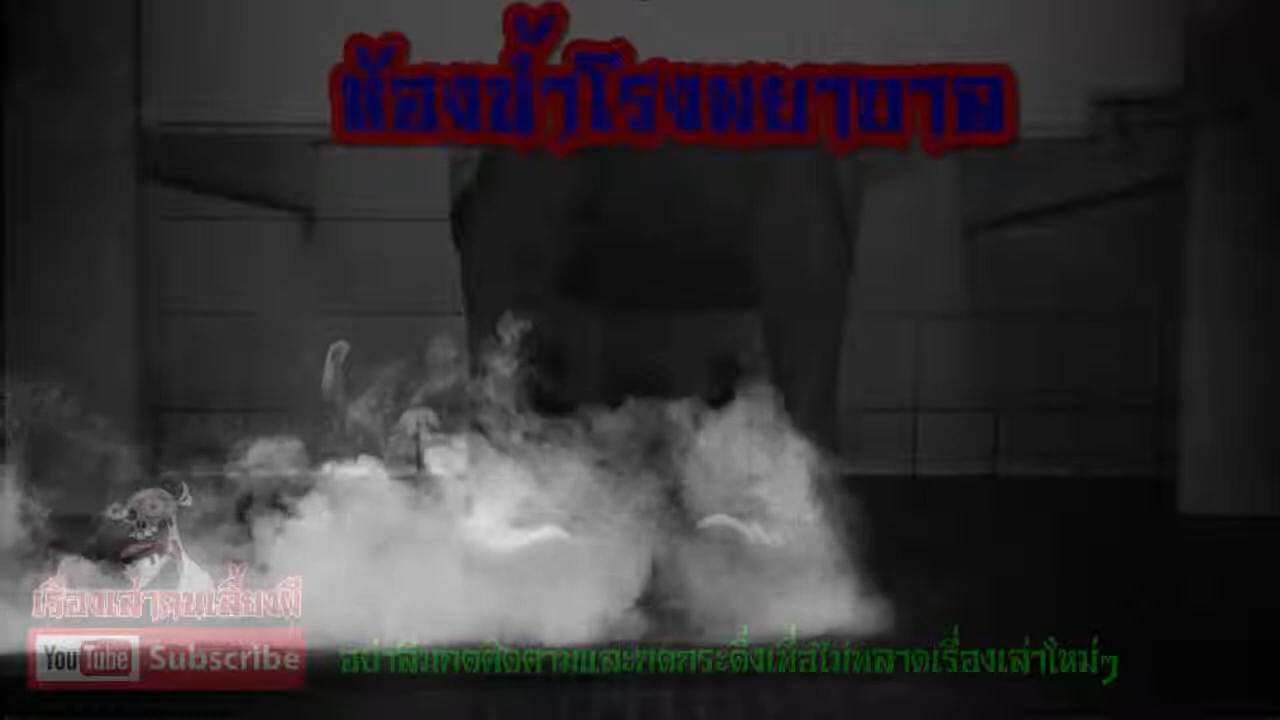 ห้องน้ำโรงพยาบาล
เรื่องเล่าคนเลี้ยงผี
YouTube Subscribe
อย่าลืมกดติดตามและกดกระดิ่งเพื่อไม่พลาดเรื่องเล่าใหม่ๆ